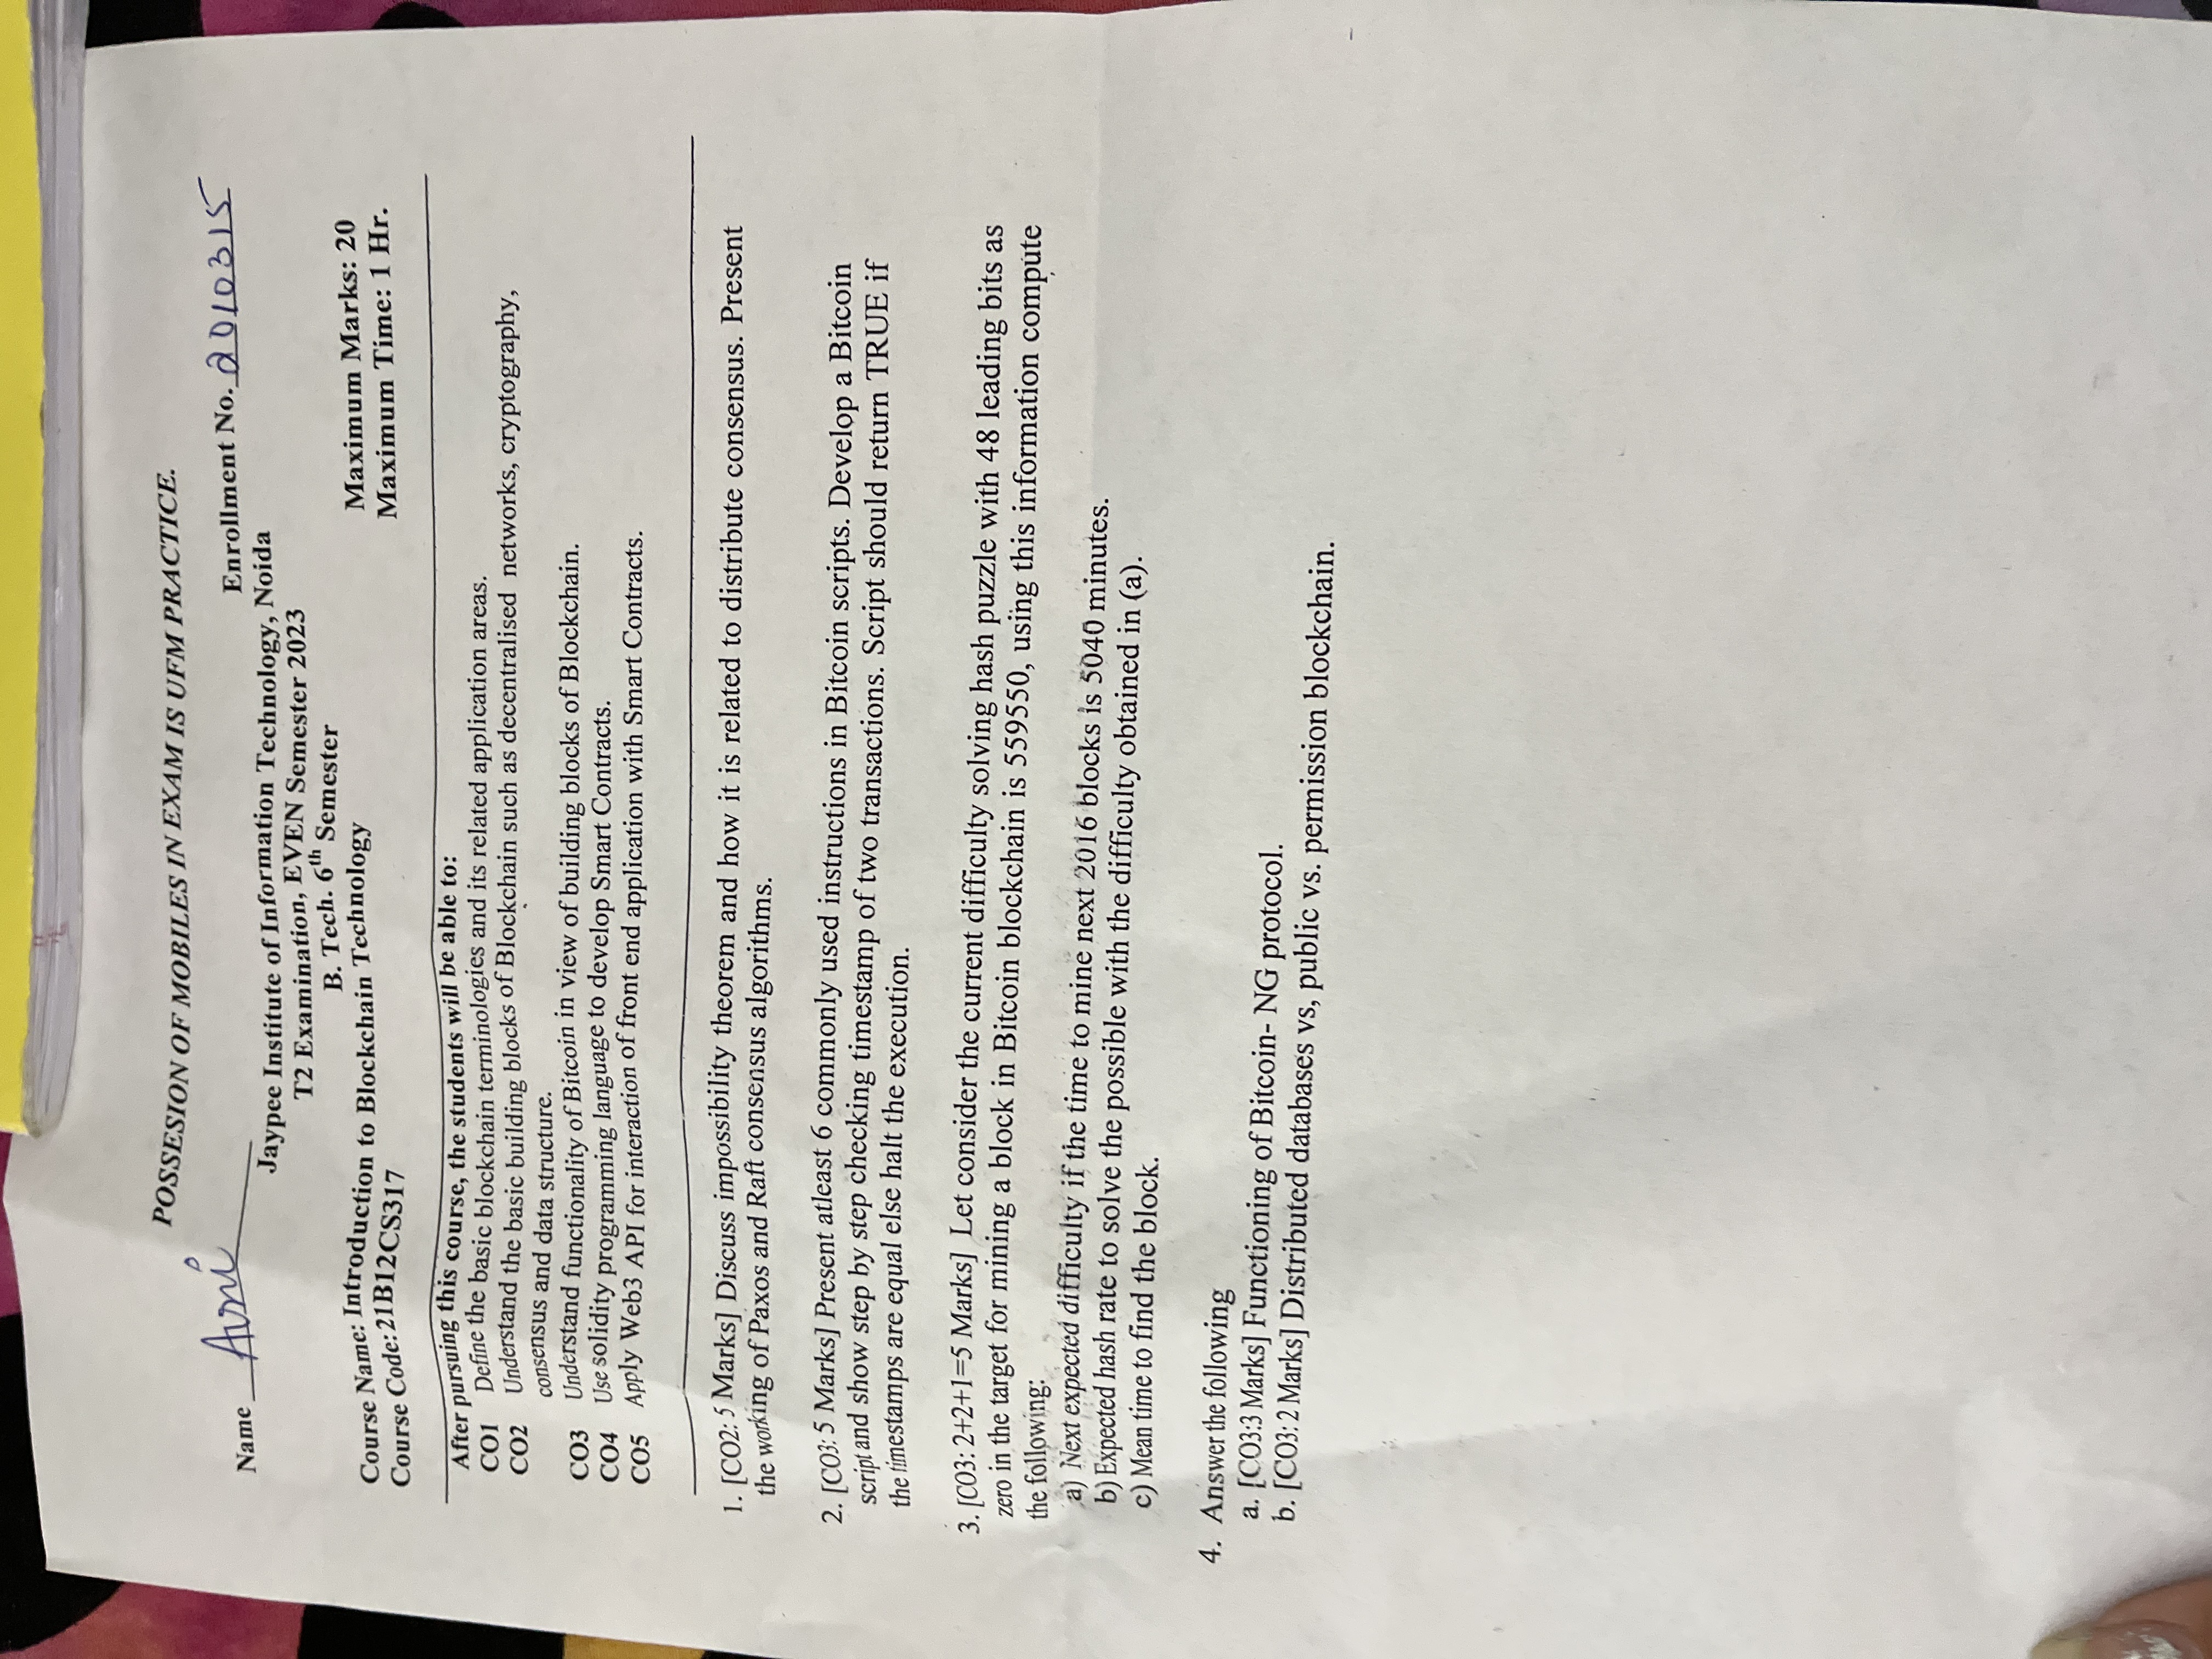 POSSESION OF MOBILES IN EXAM IS UFM PRACTICE.
Name Avni Enrollment No. 2010315
Jaypee Institute of Information Technology, Noida
T2 Examination, EVEN Semester 2023
B. Tech. 6th Semester
Course Name: Introduction to Blockchain Technology Maximum Marks: 20
Course Code: 21B12CS317 Maximum Time: 1 Hr.
After pursuing this course, the students will be able to:
CO1 Define the basic blockchain terminologies and its related application areas.
CO2 Understand the basic building blocks of Blockchain such as decentralised networks, cryptography,
consensus and data structure.
CO3 Understand functionality of Bitcoin in view of building blocks of Blockchain.
CO4 Use solidity programming language to develop Smart Contracts.
CO5 Apply Web3 API for interaction of front end application with Smart Contracts.
1. [CO2: 5 Marks] Discuss impossibility theorem and how it is related to distribute consensus. Present
the working of Paxos and Raft consensus algorithms.
2. [CO3: 5 Marks] Present atleast 6 commonly used instructions in Bitcoin scripts. Develop a Bitcoin
script and show step by step checking timestamp of two transactions. Script should return TRUE if
the timestamps are equal else halt the execution.
3. [CO3: 2+2+1=5 Marks] Let consider the current difficulty solving hash puzzle with 48 leading bits as
zero in the target for mining a block in Bitcoin blockchain is 559550, using this information compute
the following:
a) Next expected difficulty if the time to mine next 2016 blocks is 5040 minutes.
b) Expected hash rate to solve the possible with the difficulty obtained in (a).
c) Mean time to find the block.
4. Answer the following
a. [CO3:3 Marks] Functioning of Bitcoin- NG protocol.
b. [CO3: 2 Marks] Distributed databases vs, public vs. permission blockchain.